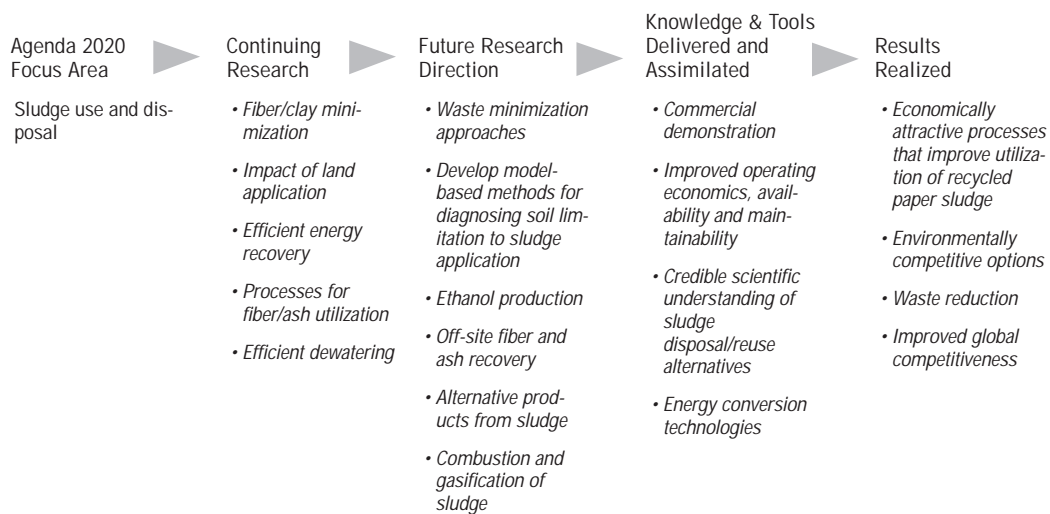 Agenda 2020
Focus Area
Sludge use and dis-
posal
Continuing
Research
• Fiber/clay mini-
mization
• Impact of land
application
• Efficient energy
recovery
• Processes for
fiber/ash utilization
• Efficient dewatering
Future Research
Direction
• Waste minimization
approaches
• Develop model-
based methods for
diagnosing soil lim-
itation to sludge
application
• Ethanol production
• Off-site fiber and
ash recovery
• Alternative prod-
ucts from sludge
• Combustion and
gasification of
sludge
Knowledge & Tools
Delivered and
Assimilated
• Commercial
demonstration
• Improved operating
economics, avail-
ability and main-
tainability
• Credible scientific
understanding of
sludge
disposal/reuse
alternatives
• Energy conversion
technologies
Results
Realized
• Economically
attractive processes
that improve utiliza-
tion of recycled
paper sludge
• Environmentally
competitive options
• Waste reduction
• Improved global
competitiveness